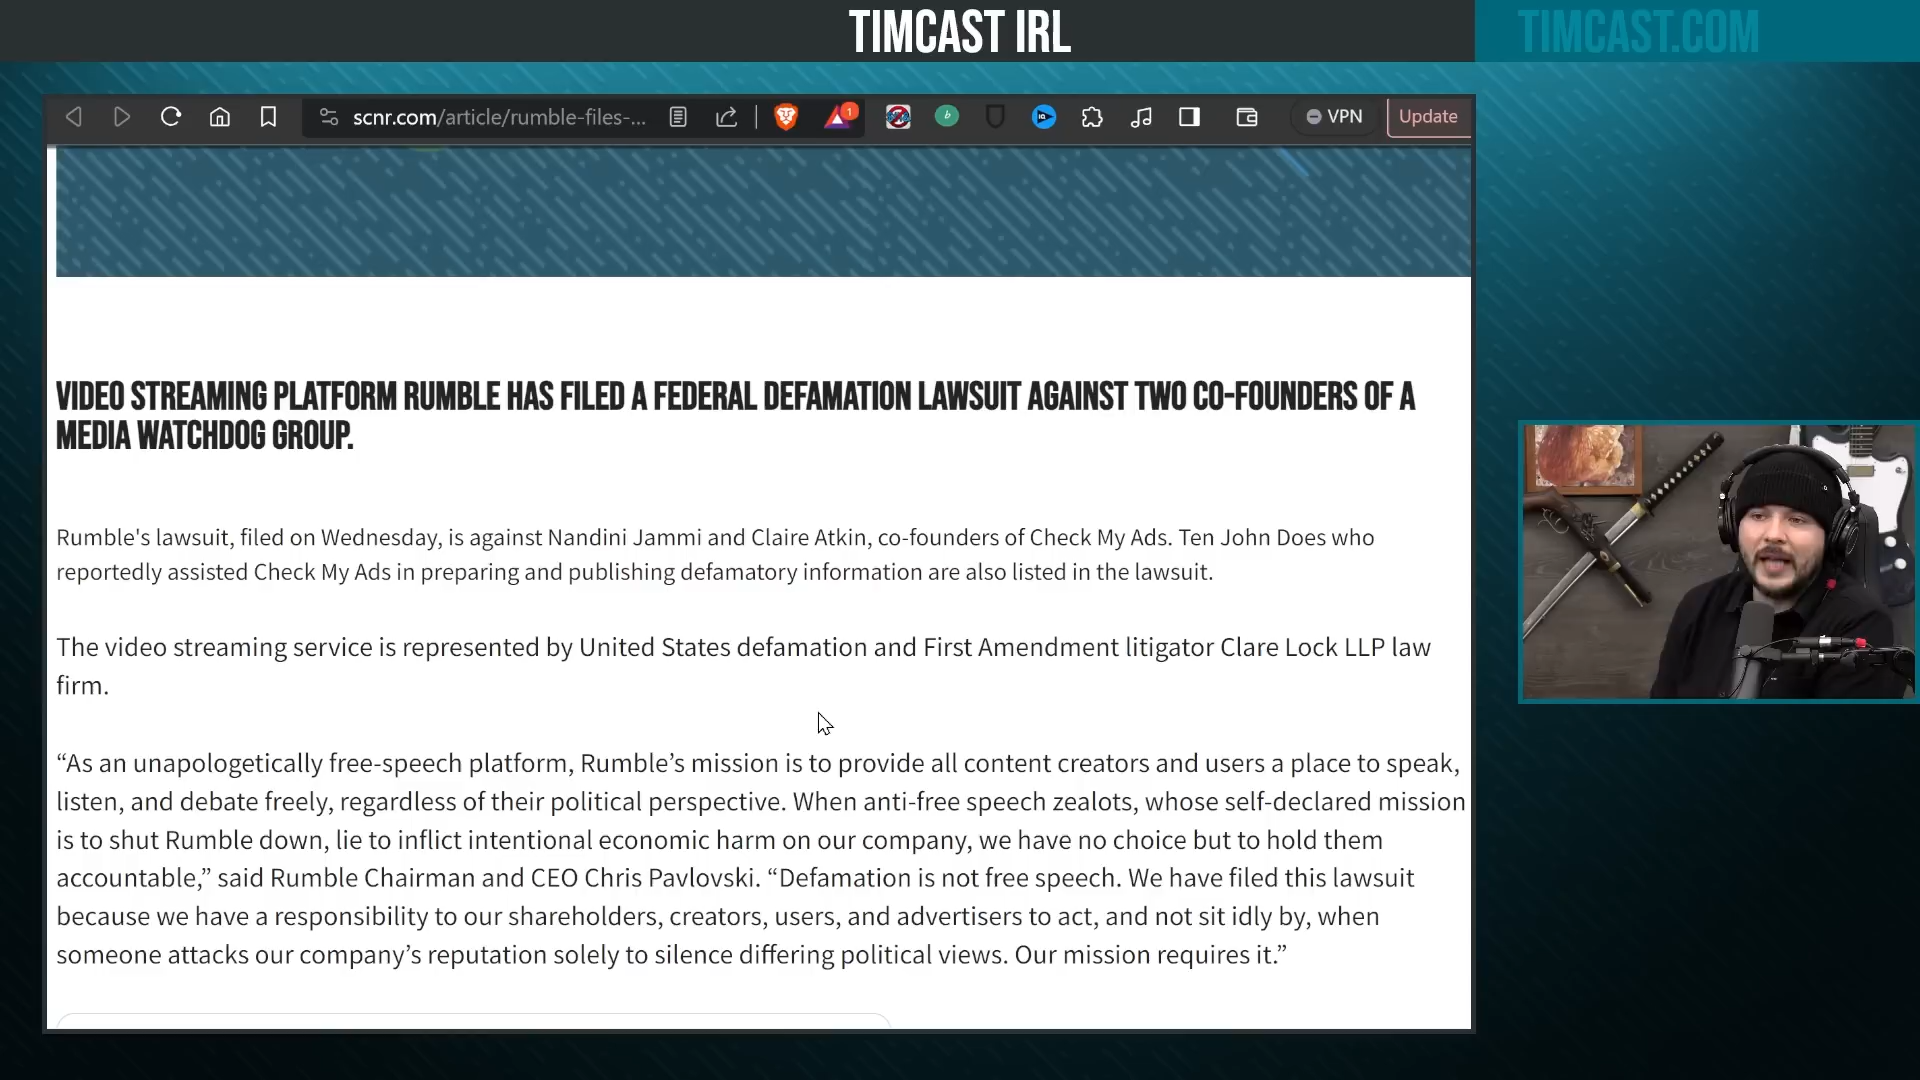 TIMCAST IRL
TIMCAST.COM
scnr.com/article/rumble-files-...
1
VPN
Update
VIDEO STREAMING PLATFORM RUMBLE HAS FILED A FEDERAL DEFAMATION LAWSUIT AGAINST TWO CO-FOUNDERS OF A
MEDIA WATCHDOG GROUP.
Rumble's lawsuit, filed on Wednesday, is against Nandini Jammi and Claire Atkin, co-founders of Check My Ads. Ten John Does who
reportedly assisted Check My Ads in preparing and publishing defamatory information are also listed in the lawsuit.
The video streaming service is represented by United States defamation and First Amendment litigator Clare Lock LLP law
firm.
“As an unapologetically free-speech platform, Rumble’s mission is to provide all content creators and users a place to speak,
listen, and debate freely, regardless of their political perspective. When anti-free speech zealots, whose self-declared mission
is to shut Rumble down, lie to inflict intentional economic harm on our company, we have no choice but to hold them
accountable,” said Rumble Chairman and CEO Chris Pavlovski. “Defamation is not free speech. We have filed this lawsuit
because we have a responsibility to our shareholders, creators, users, and advertisers to act, and not sit idly by, when
someone attacks our company’s reputation solely to silence differing political views. Our mission requires it.”